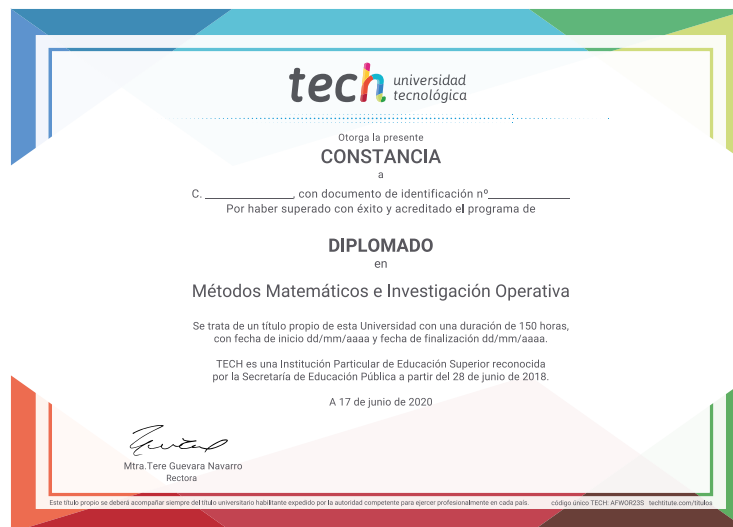 tech universidad
tecnológica
Otorga la presente
CONSTANCIA
a
C. ______________, con documento de identificación nº______________
Por haber superado con éxito y acreditado el programa de
DIPLOMADO
en
Métodos Matemáticos e Investigación Operativa
Se trata de un título propio de esta Universidad con una duración de 150 horas,
con fecha de inicio dd/mm/aaaa y fecha de finalización dd/mm/aaaa.
TECH es una Institución Particular de Educación Superior reconocida
por la Secretaría de Educación Pública a partir del 28 de junio de 2018.
A 17 de junio de 2020
Mtra.Tere Guevara Navarro
Rectora
Este título propio se deberá acompañar siempre del título universitario habilitante expedido por la autoridad competente para ejercer profesionalmente en cada país. código único TECH: AFWOR23S techtitute.com/titulos